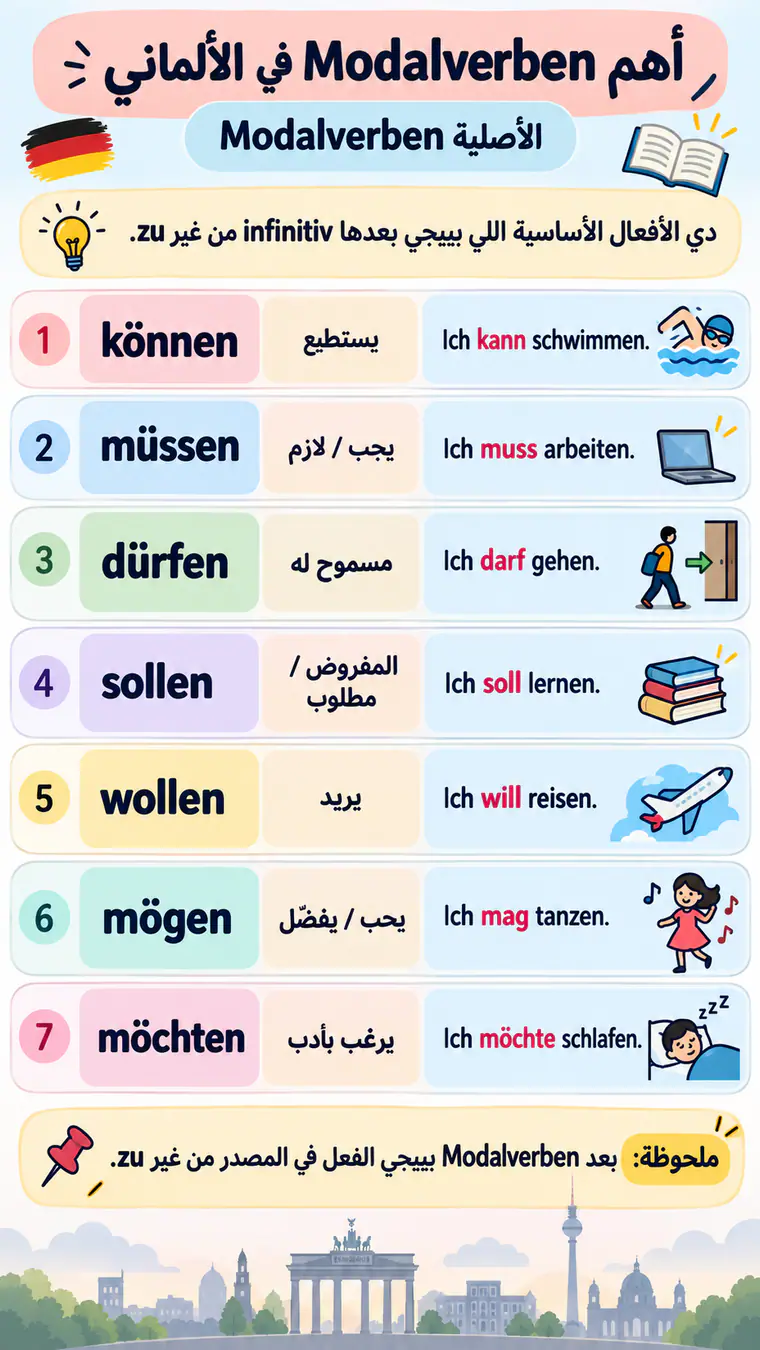 أهم Modalverben في الألماني
Modalverben الأصلية
دي الأفعال الأساسية اللي بييجي بعدها infinitiv من غير zu.
1 können يستطيع Ich kann schwimmen.
2 müssen يجب / لازم Ich muss arbeiten.
3 dürfen مسموح له Ich darf gehen.
4 sollen المفروض / مطلوب Ich soll lernen.
5 wollen يريد Ich will reisen.
6 mögen يحب / يفضّل Ich mag tanzen.
7 möchten يرغب بأدب Ich möchte schlafen.
zzz
ملحوظة: بعد Modalverben بييجي الفعل في المصدر من غير zu.